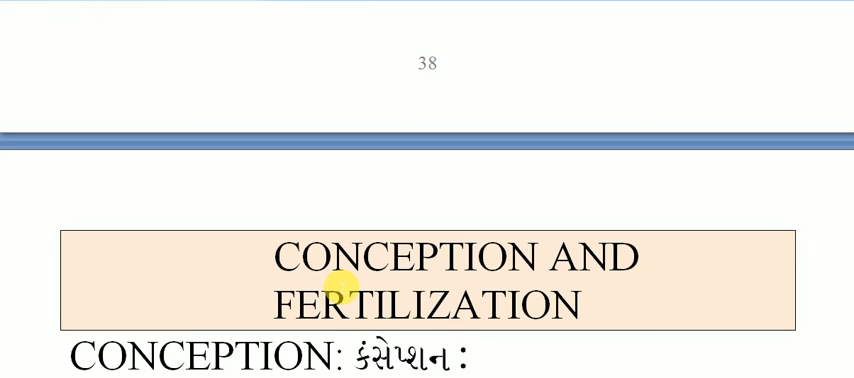 38
CONCEPTION AND
FERTILIZATION
CONCEPTION: કંસેપ્શન :